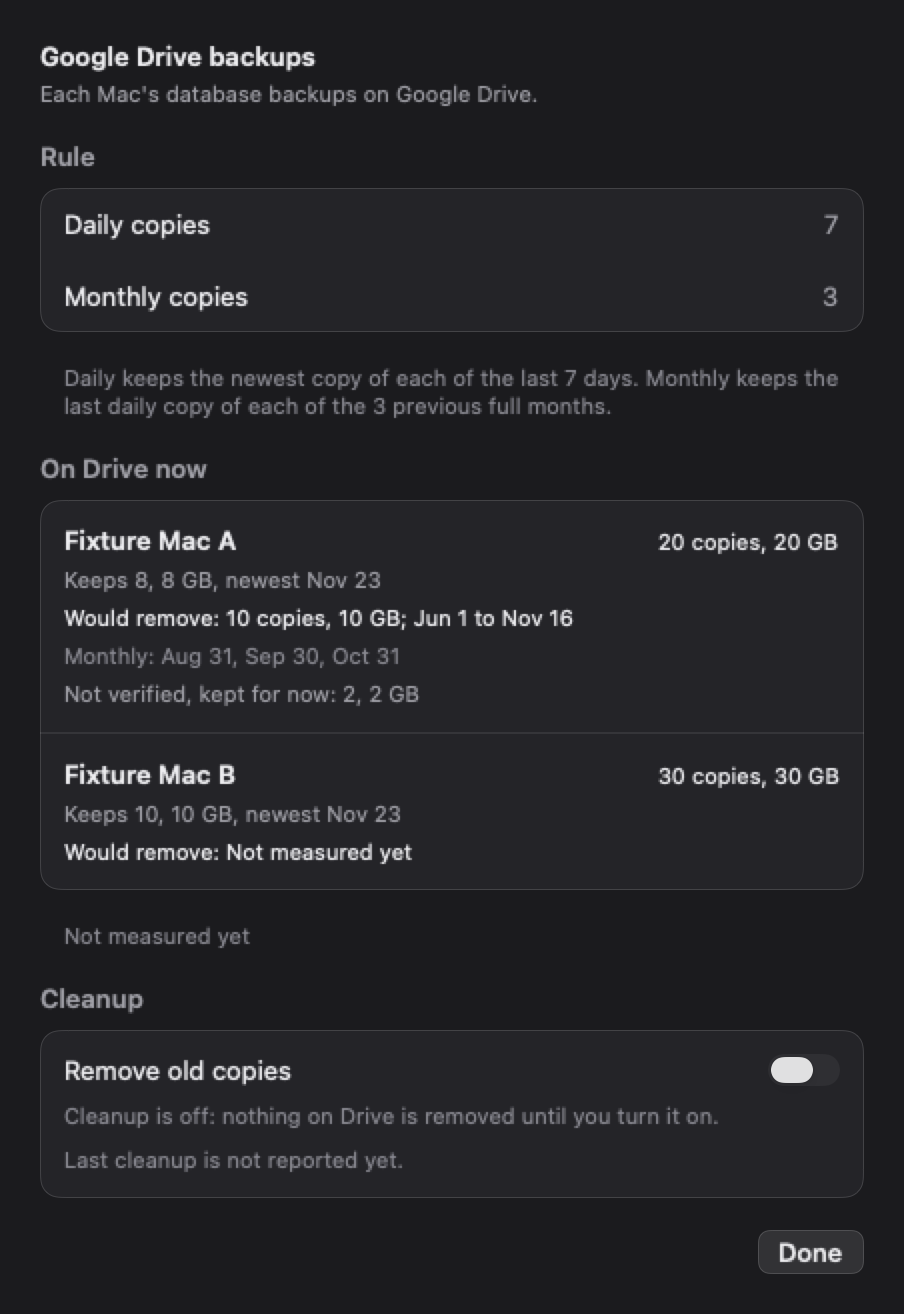 Google Drive backups
Each Mac's database backups on Google Drive.
Rule
Daily copies 7
Monthly copies 3
Daily keeps the newest copy of each of the last 7 days. Monthly keeps the
last daily copy of each of the 3 previous full months.
On Drive now
Fixture Mac A 20 copies, 20 GB
Keeps 8, 8 GB, newest Nov 23
Would remove: 10 copies, 10 GB; Jun 1 to Nov 16
Monthly: Aug 31, Sep 30, Oct 31
Not verified, kept for now: 2, 2 GB
Fixture Mac B 30 copies, 30 GB
Keeps 10, 10 GB, newest Nov 23
Would remove: Not measured yet
Not measured yet
Cleanup
Remove old copies
Cleanup is off: nothing on Drive is removed until you turn it on.
Last cleanup is not reported yet.
Done